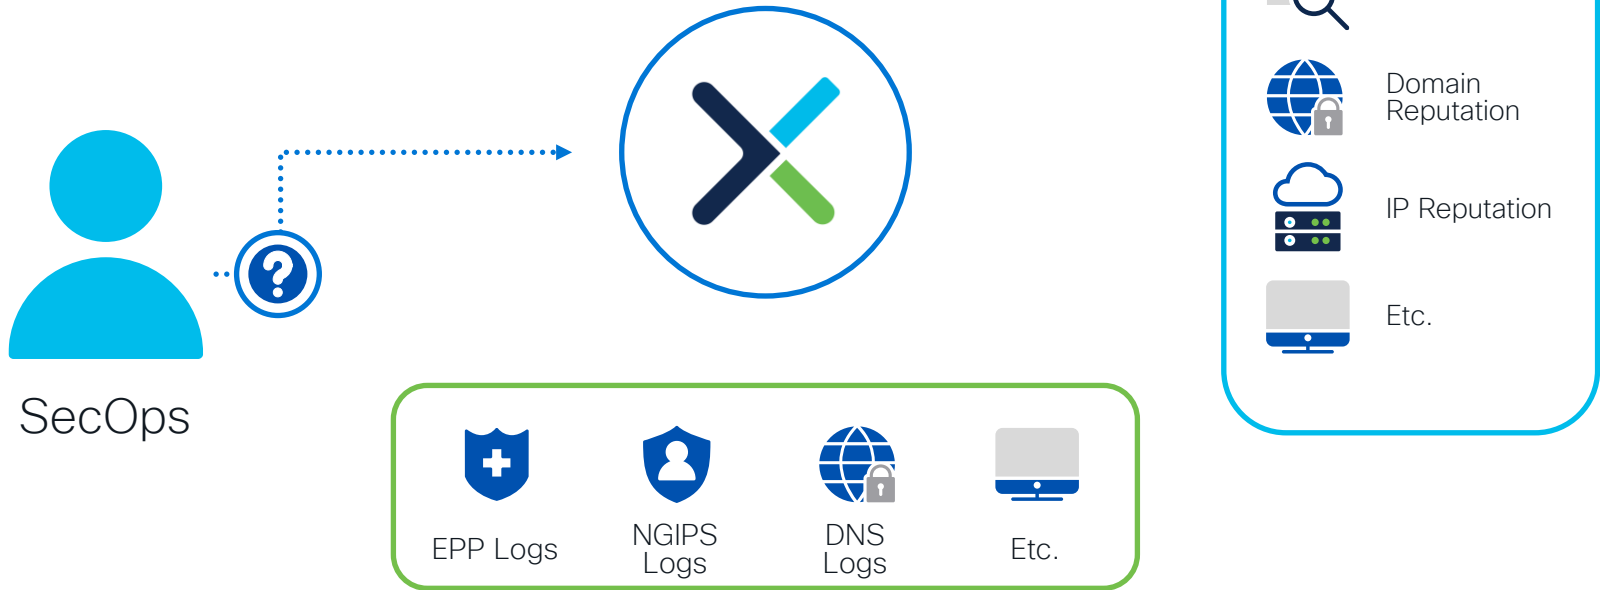 Domain
Reputation
IP Reputation
Etc.
SecOps
EPP Logs
NGIPS
Logs
DNS
Logs
Etc.